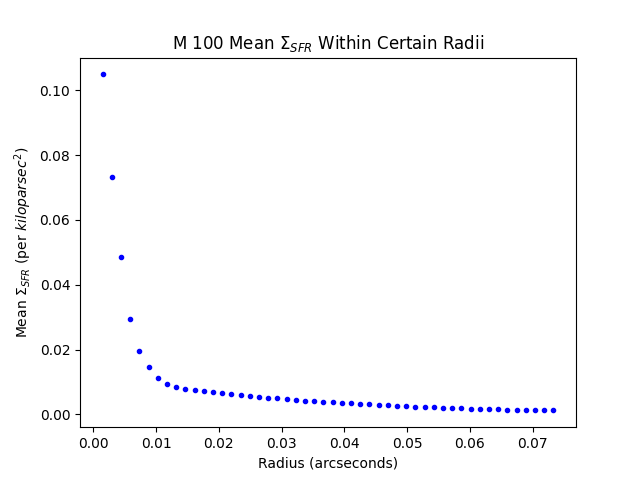 M 100 Mean Σ_SFR Within Certain Radii
Mean Σ_SFR (per kiloparsec²)
0.10
0.08
0.06
0.04
0.02
0.00
0.00 0.01 0.02 0.03 0.04 0.05 0.06 0.07
Radius (arcseconds)